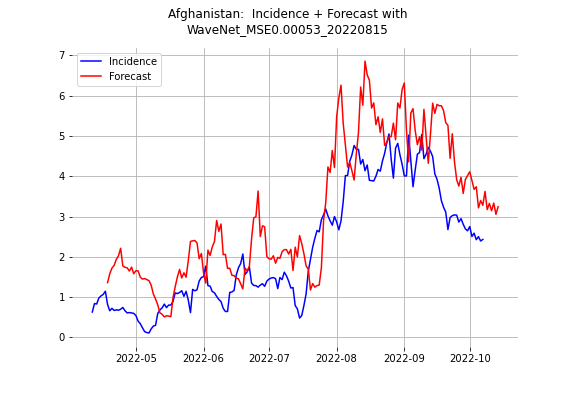 Afghanistan:  Incidence + Forecast with
WaveNet_MSE0.00053_20220815
Incidence
Forecast
7
6
5
4
3
2
1
0
2022-05 2022-06 2022-07 2022-08 2022-09 2022-10